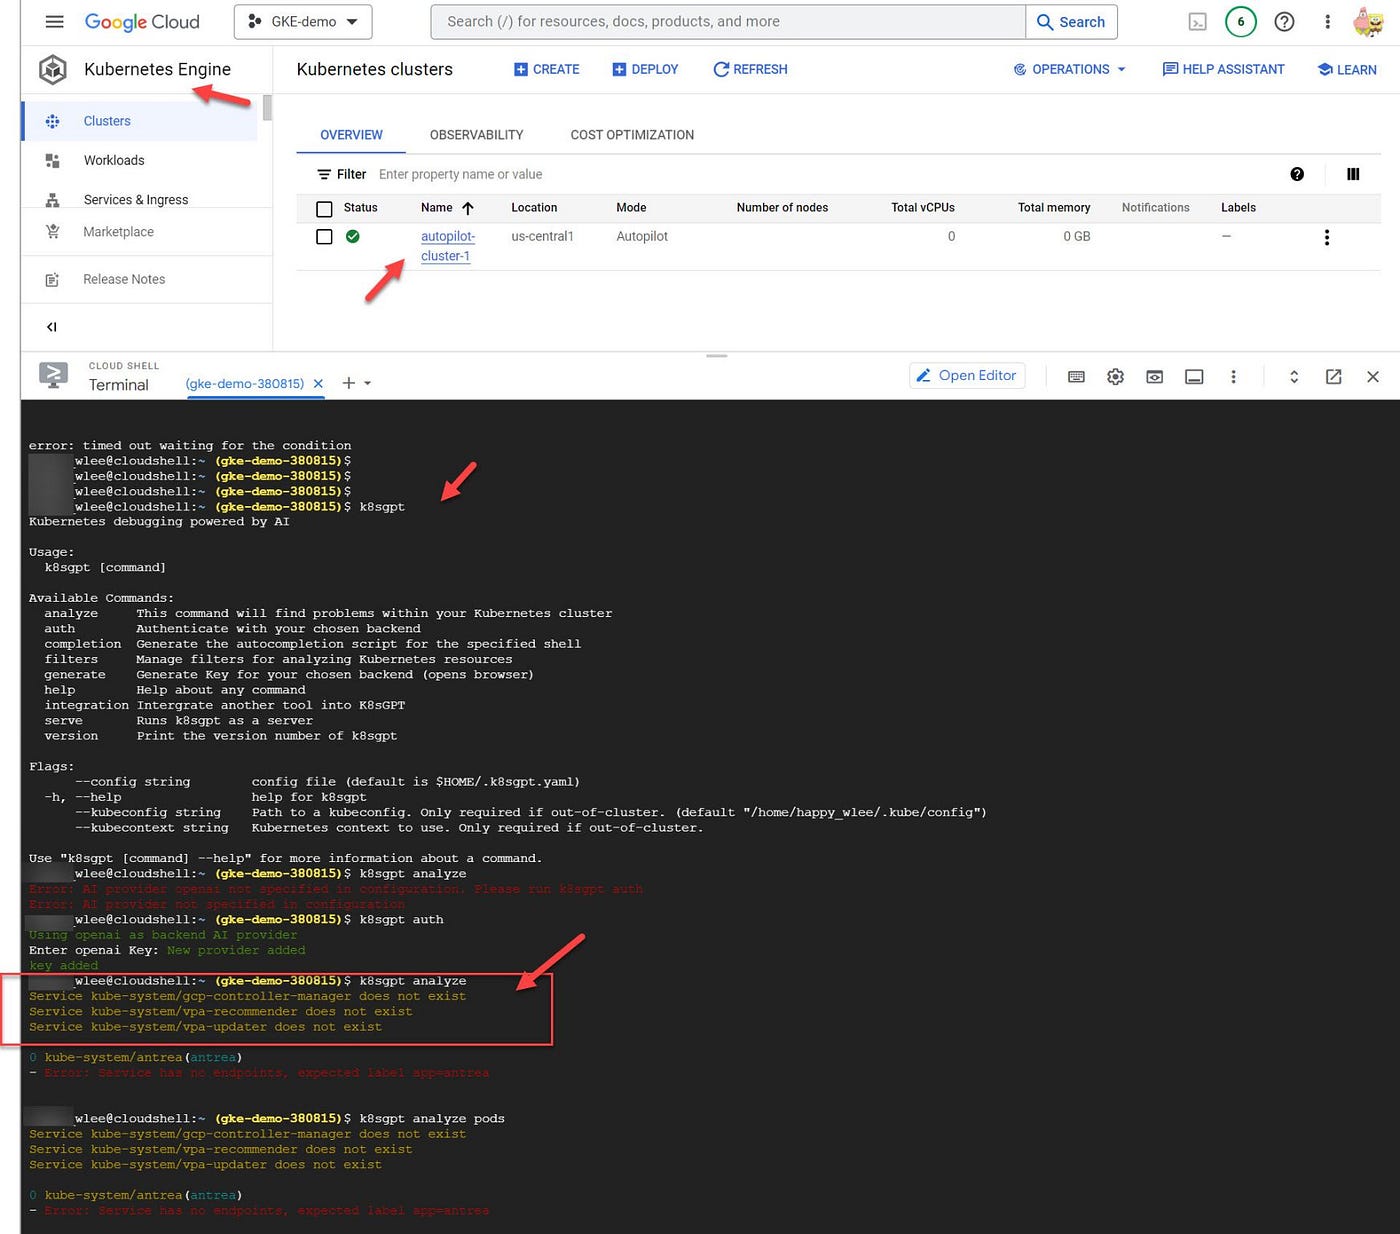 Google Cloud
GKE-demo
Search (/) for resources, docs, products, and more
Search
6
Kubernetes Engine
Kubernetes clusters
CREATE
DEPLOY
REFRESH
OPERATIONS
HELP ASSISTANT
LEARN
Clusters
Workloads
Services & Ingress
Marketplace
Release Notes
OVERVIEW
OBSERVABILITY
COST OPTIMIZATION
Filter
Enter property name or value
Status
Name
Location
Mode
Number of nodes
Total vCPUs
Total memory
Notifications
Labels
autopilot-
cluster-1
us-central1
Autopilot
0
0 GB
—
CLOUD SHELL
Terminal
(gke-demo-380815)
Open Editor
error: timed out waiting for the condition
wlee@cloudshell:~ (gke-demo-380815)$
wlee@cloudshell:~ (gke-demo-380815)$
wlee@cloudshell:~ (gke-demo-380815)$
wlee@cloudshell:~ (gke-demo-380815)$ k8sgpt
Kubernetes debugging powered by AI
Usage:
k8sgpt [command]
Available Commands:
analyze     This command will find problems within your Kubernetes cluster
auth        Authenticate with your chosen backend
completion  Generate the autocompletion script for the specified shell
filters     Manage filters for analyzing Kubernetes resources
generate    Generate Key for your chosen backend (opens browser)
help        Help about any command
integration Intergrate another tool into K8sGPT
serve       Runs k8sgpt as a server
version     Print the version number of k8sgpt
Flags:
--config string        config file (default is $HOME/.k8sgpt.yaml)
-h, --help                 help for k8sgpt
--kubeconfig string    Path to a kubeconfig. Only required if out-of-cluster. (default "/home/happy_wlee/.kube/config")
--kubecontext string   Kubernetes context to use. Only required if out-of-cluster.
Use "k8sgpt [command] --help" for more information about a command.
wlee@cloudshell:~ (gke-demo-380815)$ k8sgpt analyze
Error: AI provider openai not specified in configuration. Please run k8sgpt auth
Error: AI provider not specified in configuration
wlee@cloudshell:~ (gke-demo-380815)$ k8sgpt auth
Using openai as backend AI provider
Enter openai Key: New provider added
key added
wlee@cloudshell:~ (gke-demo-380815)$ k8sgpt analyze
Service kube-system/gcp-controller-manager does not exist
Service kube-system/vpa-recommender does not exist
Service kube-system/vpa-updater does not exist
0 kube-system/antrea(antrea)
- Error: Service has no endpoints, expected label app=antrea
wlee@cloudshell:~ (gke-demo-380815)$ k8sgpt analyze pods
Service kube-system/gcp-controller-manager does not exist
Service kube-system/vpa-recommender does not exist
Service kube-system/vpa-updater does not exist
0 kube-system/antrea(antrea)
- Error: Service has no endpoints, expected label app=antrea